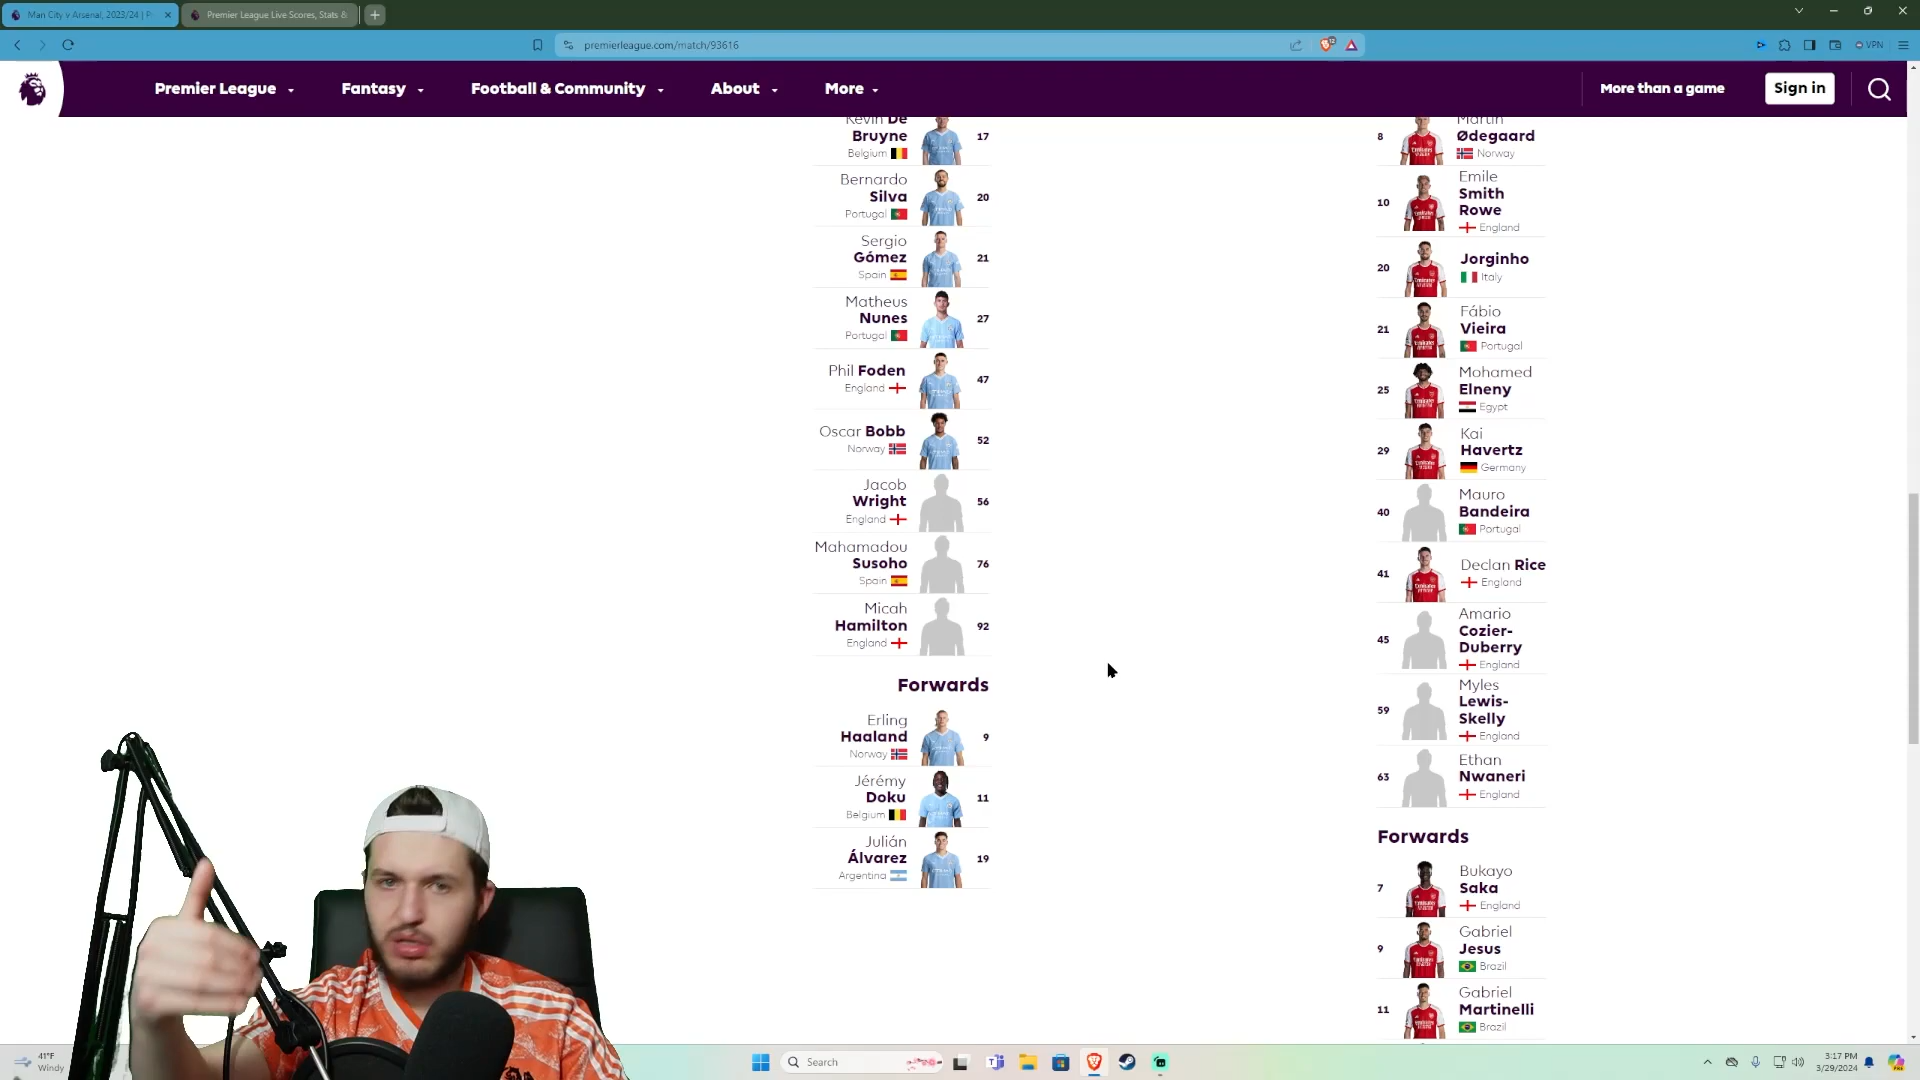 Man City v Arsenal, 2023/24 | P
Premier League Live Scores, Stats &
premierleague.com/match/93616
VPN
Premier League
Fantasy
Football & Community
About
More
More than a game
Sign in
Kevin De
Bruyne
Belgium
17
Bernardo
Silva
Portugal
20
Sergio
Gómez
Spain
21
Matheus
Nunes
Portugal
27
Phil Foden
England
47
Oscar Bobb
Norway
52
Jacob
Wright
England
56
Mahamadou
Susoho
Spain
76
Micah
Hamilton
England
92
Forwards
Erling
Haaland
Norway
9
Jérémy
Doku
Belgium
11
Julián
Álvarez
Argentina
19
8
Martin
Ødegaard
Norway
10
Emile
Smith
Rowe
England
20
Jorginho
Italy
21
Fábio
Vieira
Portugal
25
Mohamed
Elneny
Egypt
29
Kai
Havertz
Germany
40
Mauro
Bandeira
Portugal
41
Declan Rice
England
45
Amario
Cozier-
Duberry
England
59
Myles
Lewis-
Skelly
England
63
Ethan
Nwaneri
England
Forwards
7
Bukayo
Saka
England
9
Gabriel
Jesus
Brazil
11
Gabriel
Martinelli
Brazil
41°F
Windy
Search
3:17 PM
3/29/2024